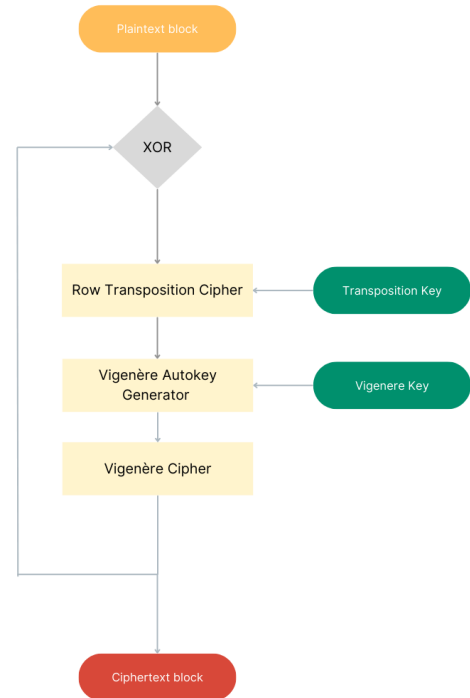 Plaintext block
XOR
Row Transposition Cipher
Transposition Key
Vigenère Autokey
Generator
Vigenere Key
Vigenère Cipher
Ciphertext block